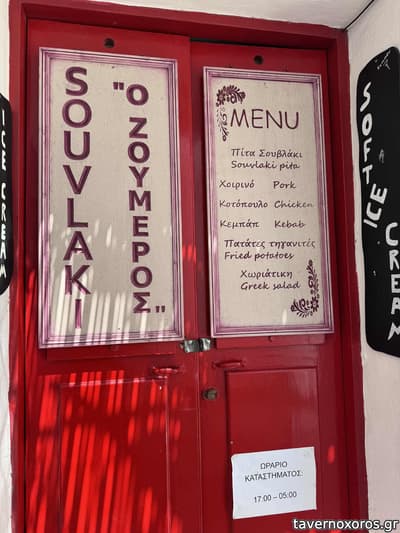 SOUVLAKI
"Ο ΖΟΥΜΕΡΟΣ"
MENU
Πίτα Σουβλάκι
Souvlaki pita
Χοιρινό Pork
Κοτόπουλο Chicken
Κεμπάπ Kebab
Πατάτες τηγανιτές
Fried potatoes
Χωριάτικη
Greek salad
ICE CREAM
SOFT ICE
CREAM
ΩΡΑΡΙΟ
ΚΑΤΑΣΤΗΜΑΤΟΣ:
17:00 – 05:00
tavernoxoros.gr